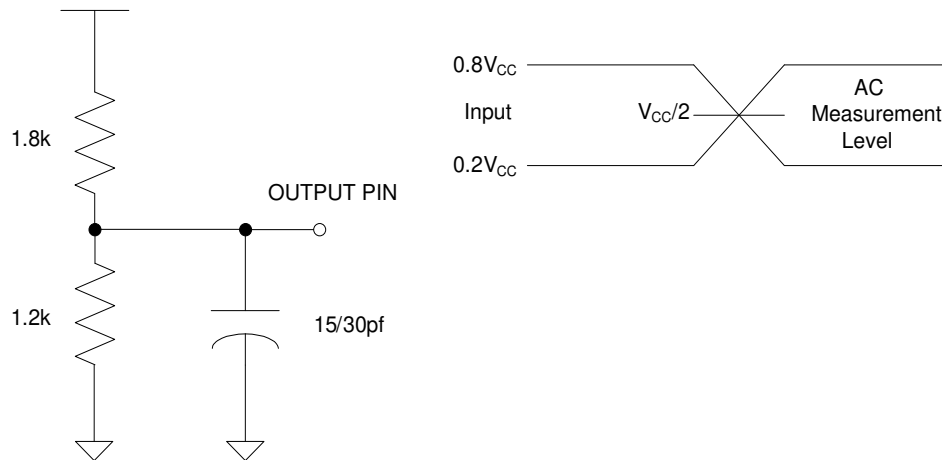 1.8k
1.2k
OUTPUT PIN
15/30pf
0.8VCC
Input
VCC/2
0.2VCC
AC
Measurement
Level